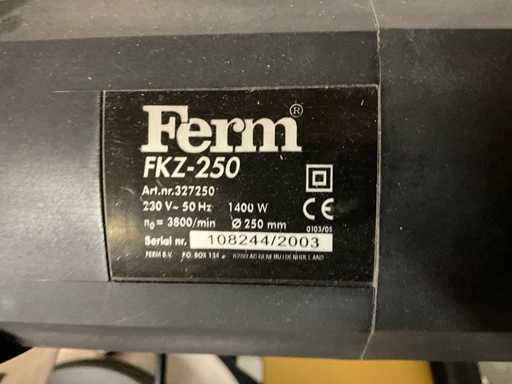 Ferm®
FKZ-250
Art.nr.327250
230 V~ 50 Hz 1400 W
n₀ = 3800/min Ø 250 mm
CE
0103/05
Serial nr. 108244/2003
FERM B.V. P.O. BOX 134